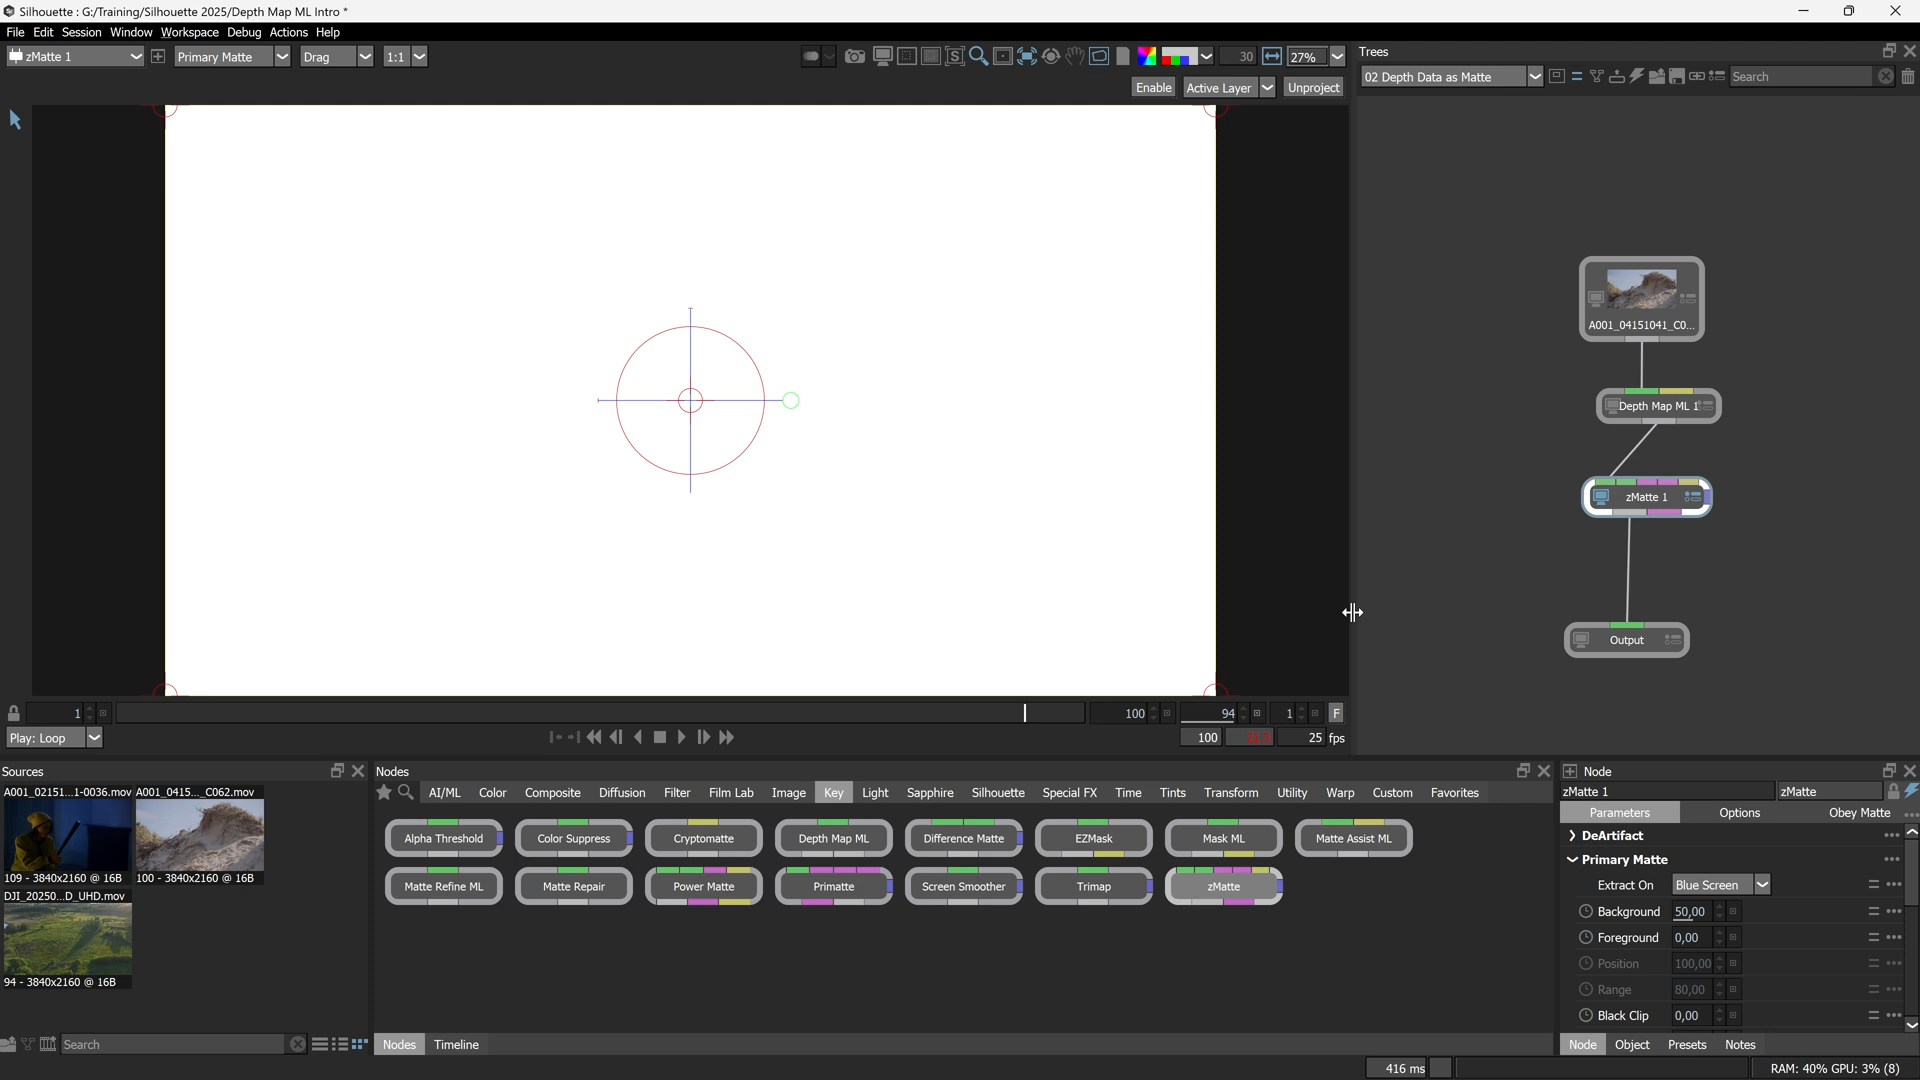 Silhouette : G:/Training/Silhouette 2025/Depth Map ML Intro *
File Edit Session Window Workspace Debug Actions Help
zMatte 1 Primary Matte Drag 1:1 30 27%
Enable Active Layer Unproject
Trees
02 Depth Data as Matte Search
A001_04151041_C0...
Depth Map ML 1
zMatte 1
Output
1 100 94 1 F
Play: Loop 100 25 fps
Sources
A001_02151...1-0036.mov A001_0415..._C062.mov
109 - 3840x2160 @ 16B 100 - 3840x2160 @ 16B
DJI_20250...D_UHD.mov
94 - 3840x2160 @ 16B
Search
Nodes
AI/ML Color Composite Diffusion Filter Film Lab Image Key Light Sapphire Silhouette Special FX Time Tints Transform Utility Warp Custom Favorites
Alpha Threshold Color Suppress Cryptomatte Depth Map ML Difference Matte EZMask Mask ML Matte Assist ML
Matte Refine ML Matte Repair Power Matte Primatte Screen Smoother Trimap zMatte
Nodes Timeline
Node
zMatte 1 zMatte
Parameters Options Obey Matte
DeArtifact
Primary Matte
Extract On Blue Screen
Background 50,00
Foreground 0,00
Position 100,00
Range 80,00
Black Clip 0,00
Node Object Presets Notes
416 ms RAM: 40% GPU: 3% (8)